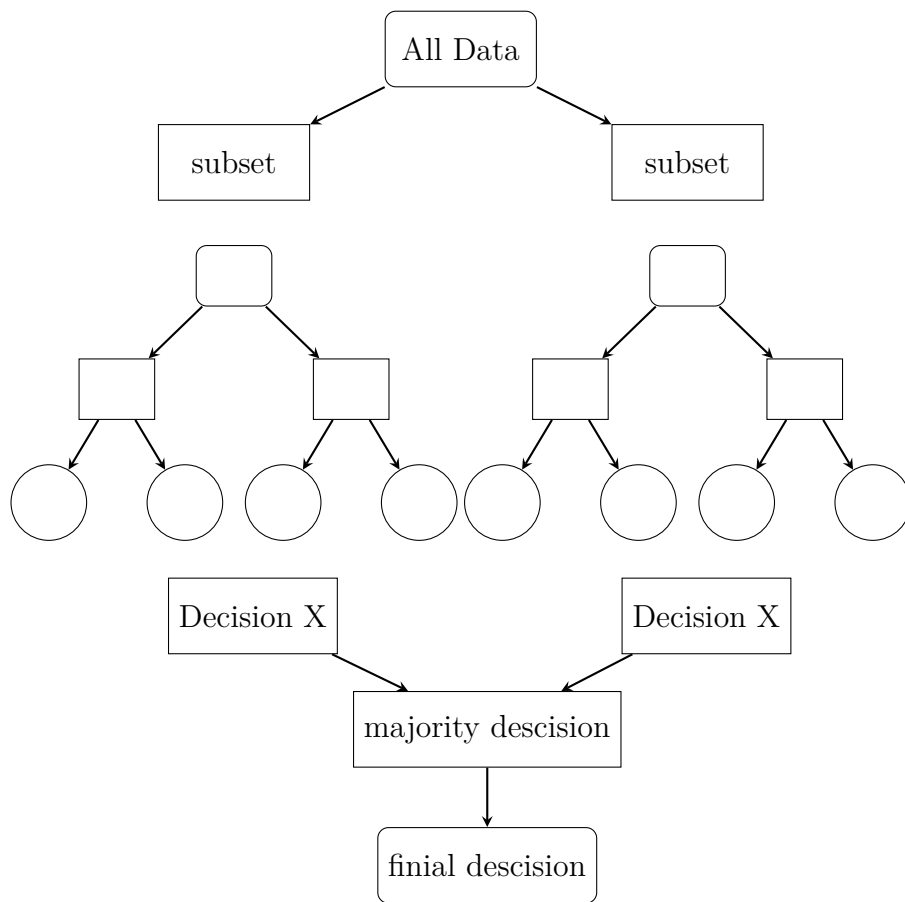 All Data
subset
subset
Decision X
Decision X
majority descision
finial descision